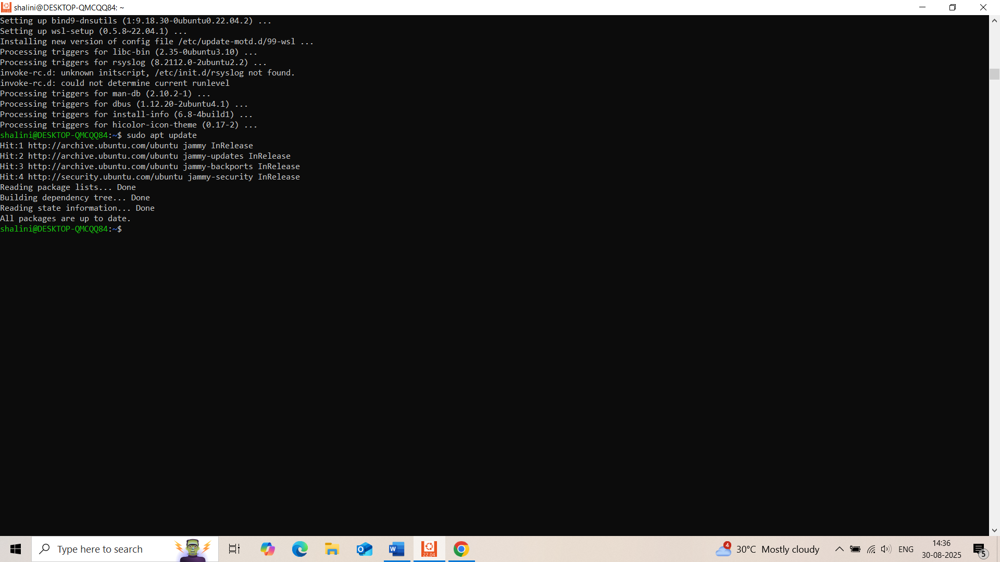 shalini@DESKTOP-QMCQQ84: ~
Setting up bind9-dnsutils (1:9.18.30-0ubuntu0.22.04.2) ...
Setting up wsl-setup (0.5.8~22.04.1) ...
Installing new version of config file /etc/update-motd.d/99-wsl ...
Processing triggers for libc-bin (2.35-0ubuntu3.10) ...
Processing triggers for rsyslog (8.2112.0-2ubuntu2.2) ...
invoke-rc.d: unknown initscript, /etc/init.d/rsyslog not found.
invoke-rc.d: could not determine current runlevel
Processing triggers for man-db (2.10.2-1) ...
Processing triggers for dbus (1.12.20-2ubuntu4.1) ...
Processing triggers for install-info (6.8-4build1) ...
Processing triggers for hicolor-icon-theme (0.17-2) ...
shalini@DESKTOP-QMCQQ84:~$ sudo apt update
Hit:1 http://archive.ubuntu.com/ubuntu jammy InRelease
Hit:2 http://archive.ubuntu.com/ubuntu jammy-updates InRelease
Hit:3 http://archive.ubuntu.com/ubuntu jammy-backports InRelease
Hit:4 http://security.ubuntu.com/ubuntu jammy-security InRelease
Reading package lists... Done
Building dependency tree... Done
Reading state information... Done
All packages are up to date.
shalini@DESKTOP-QMCQQ84:~$
Type here to search
22.04
4
30°C Mostly cloudy
ENG
14:36
30-08-2025
5